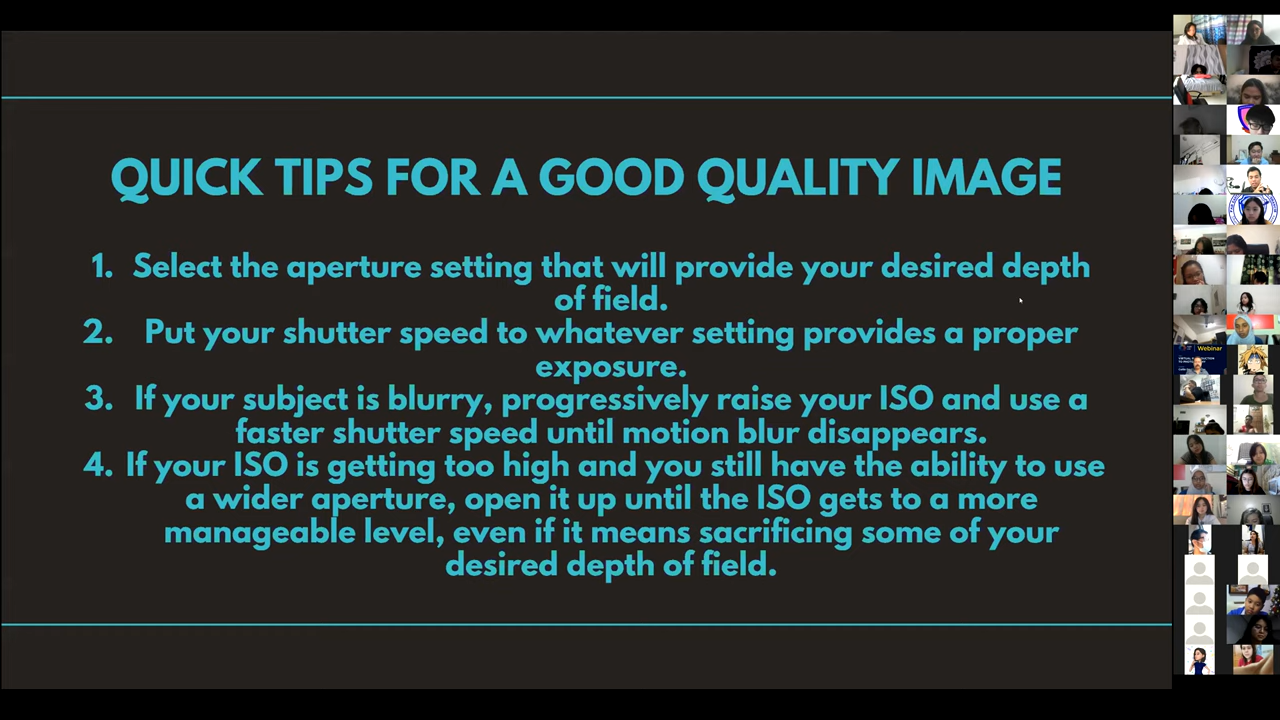 QUICK TIPS FOR A GOOD QUALITY IMAGE
1. Select the aperture setting that will provide your desired depth
of field.
2. Put your shutter speed to whatever setting provides a proper
exposure.
3. If your subject is blurry, progressively raise your ISO and use a
faster shutter speed until motion blur disappears.
4. If your ISO is getting too high and you still have the ability to use
a wider aperture, open it up until the ISO gets to a more
manageable level, even if it means sacrificing some of your
desired depth of field.
Webinar